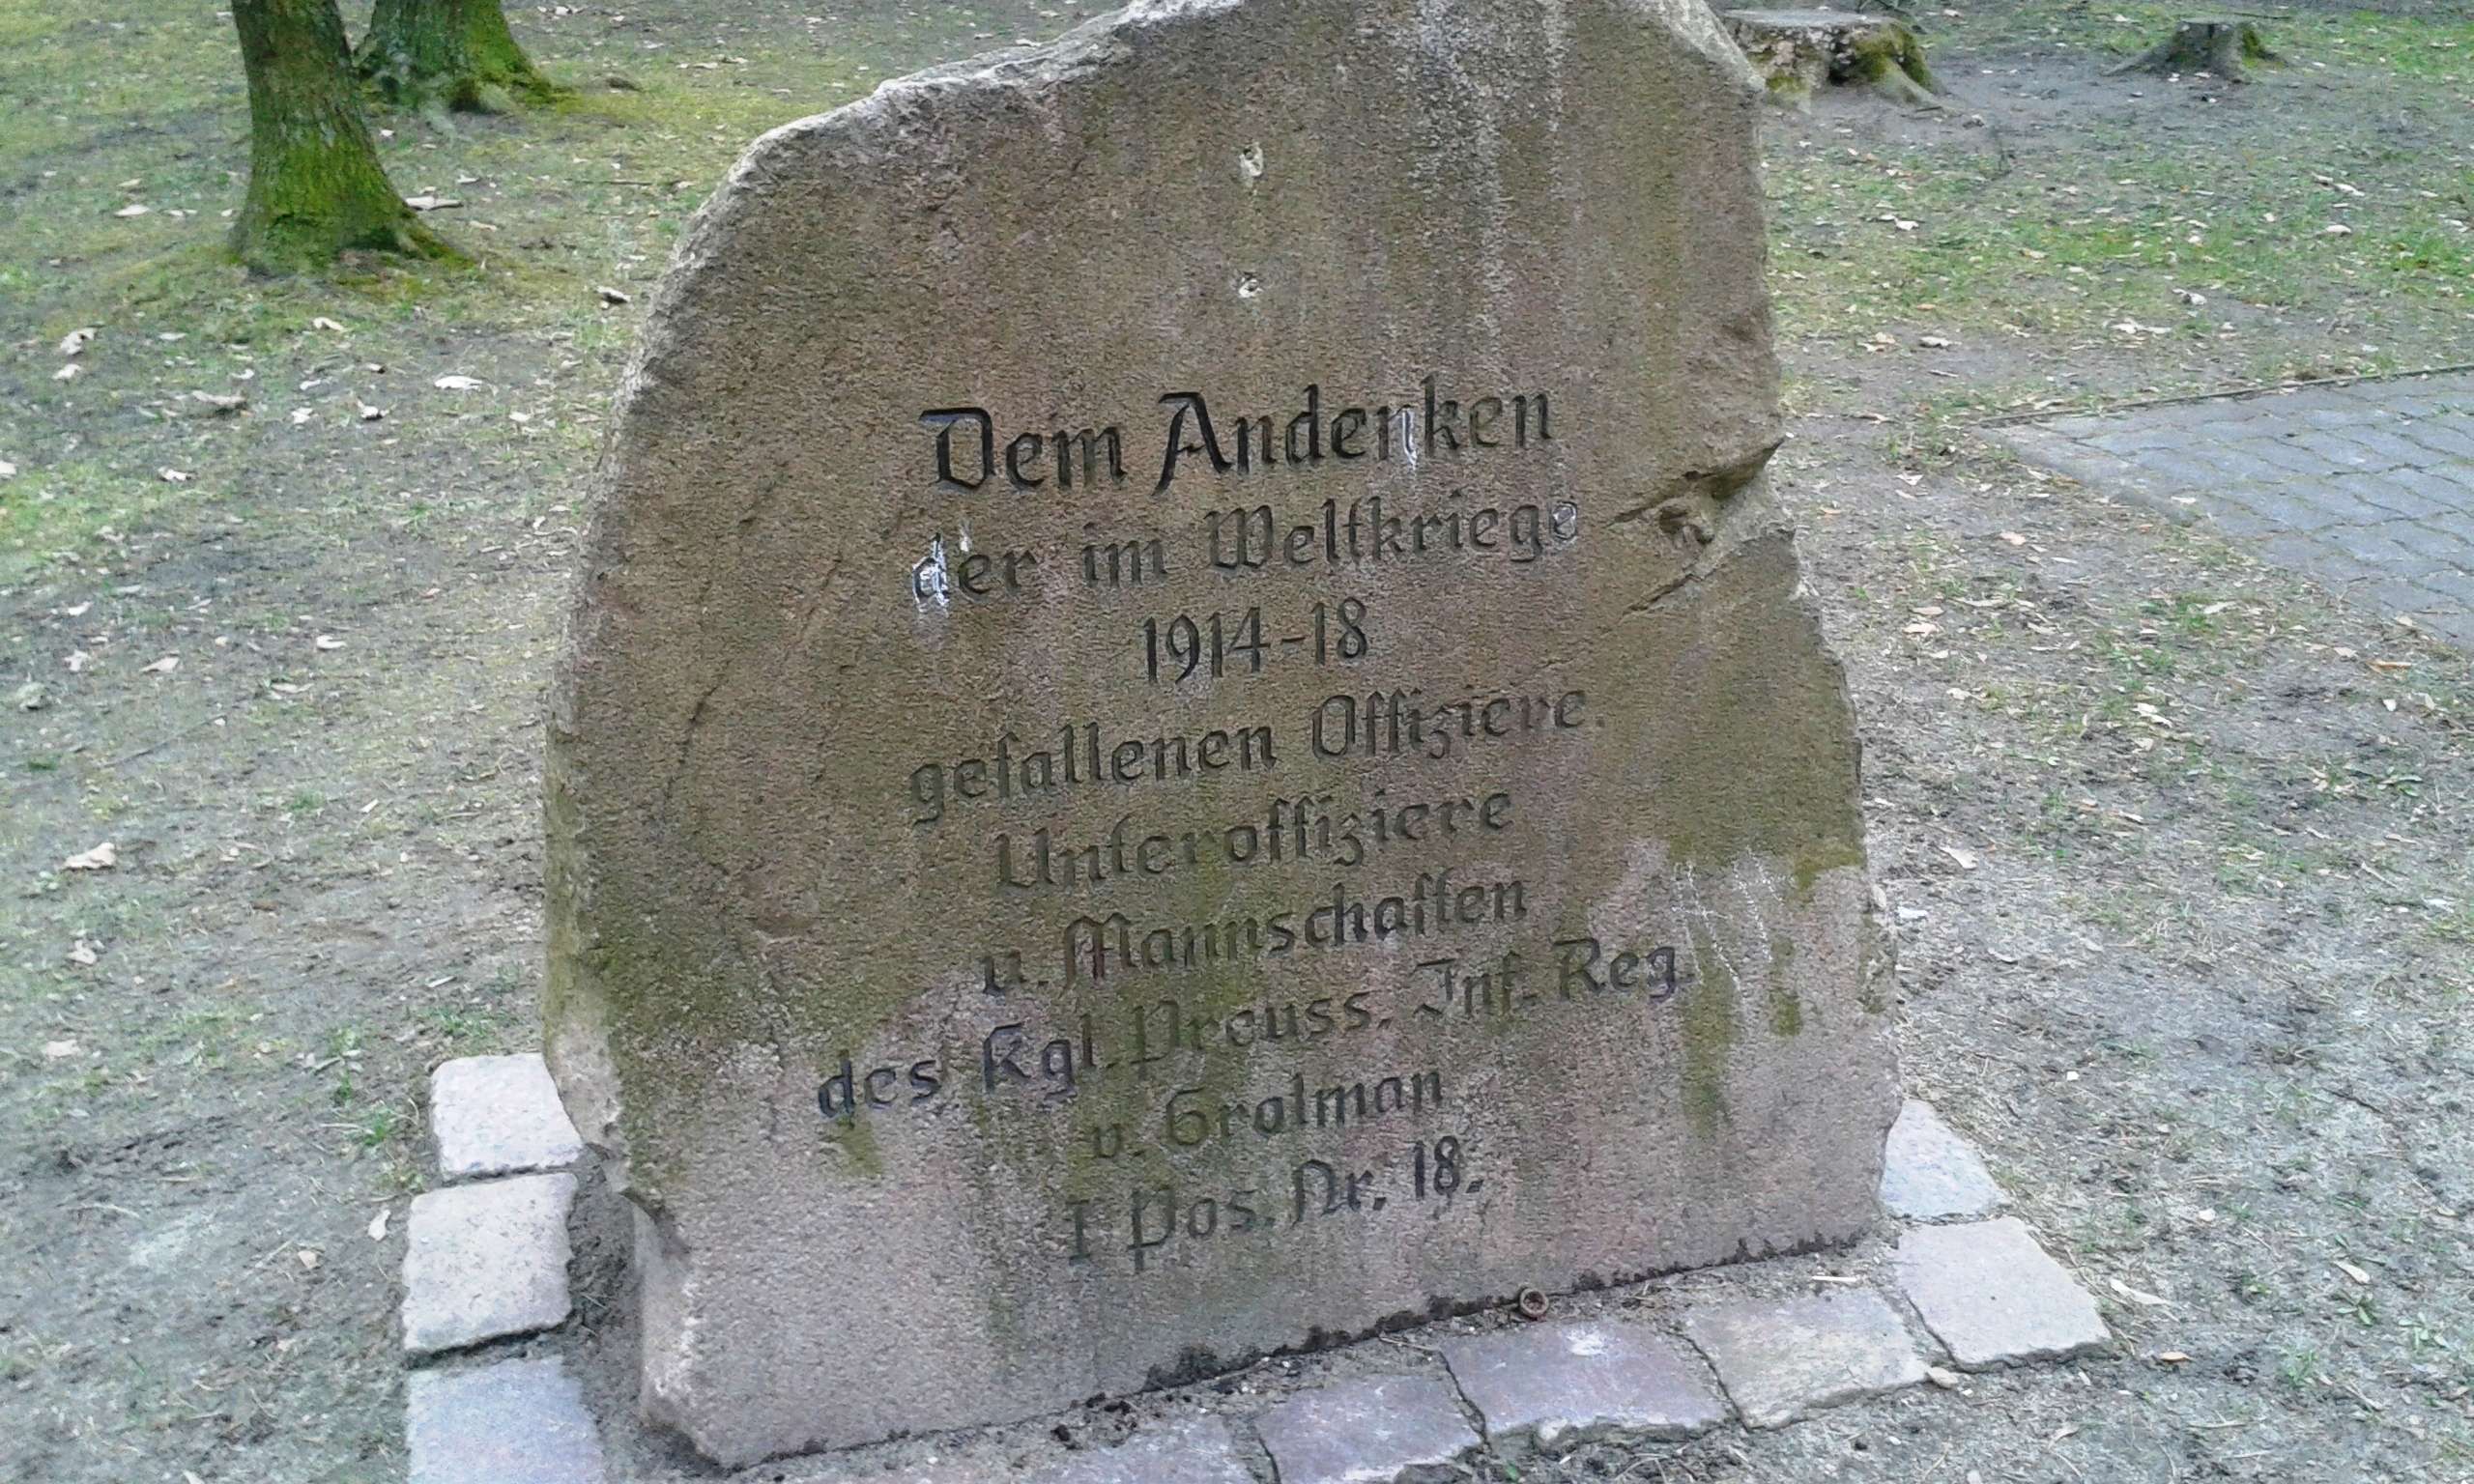 Dem Andenken
der im Weltkriege
1914-18
gefallenen Offiziere.
Unteroffiziere
u. Mannschaften
des Kgl. Preuss. Inf. Reg.
v. Grolman
I Pos. Nr. 18.